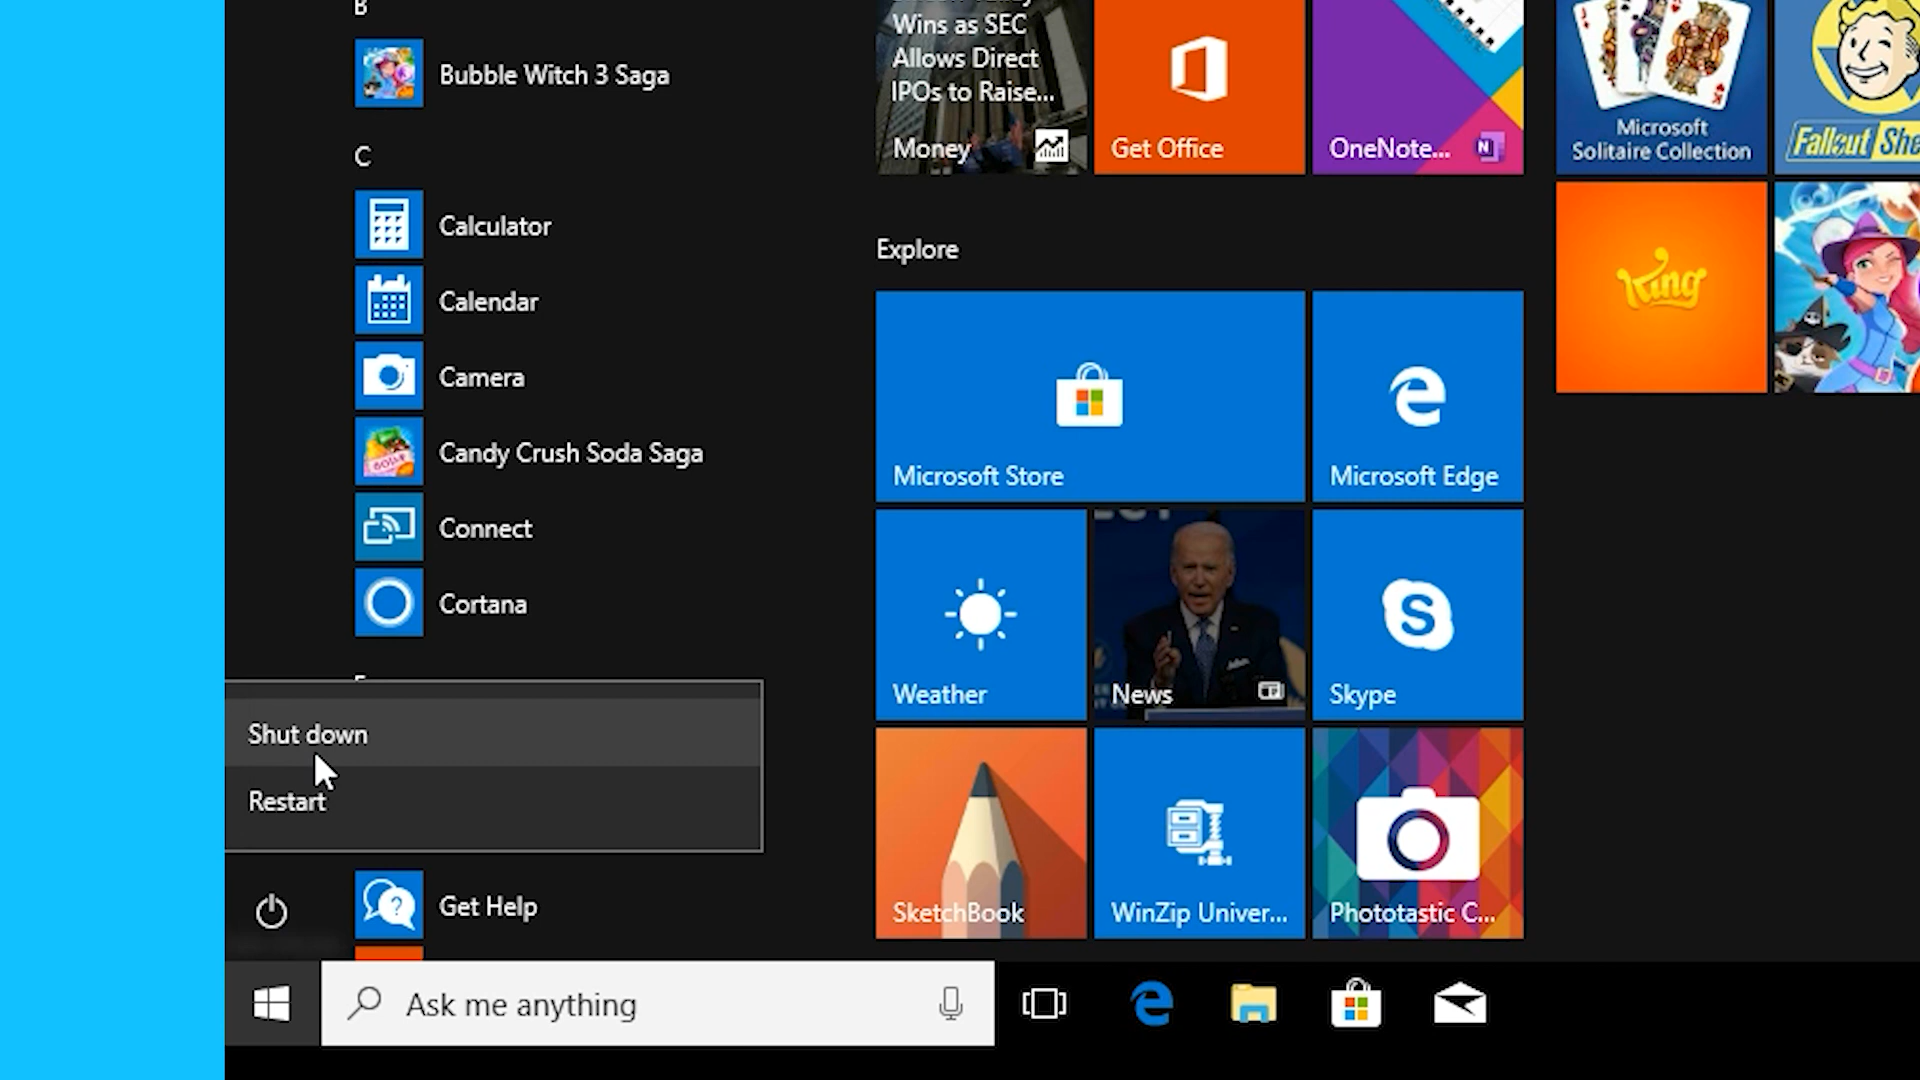 B
Bubble Witch 3 Saga
C
Calculator
Calendar
Camera
Candy Crush Soda Saga
Connect
Cortana
Shut down
Restart
Get Help
Ask me anything
Wins as SEC
Allows Direct
IPOs to Raise...
Money
Get Office
OneNote...
N
Microsoft
Solitaire Collection
Fallout She
King
Explore
Microsoft Store
Microsoft Edge
Weather
News
Skype
SketchBook
WinZip Univer...
Phototastic C...